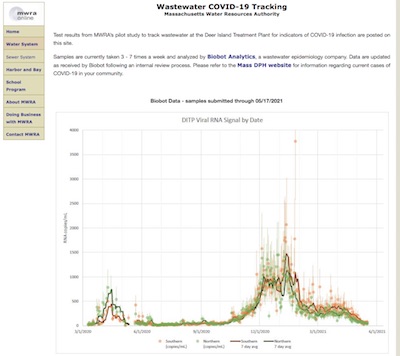 mwra
online
Wastewater COVID-19 Tracking
Massachusetts Water Resources Authority
Home
Water System
Sewer System
Harbor and Bay
School
Program
About MWRA
Doing Business
with MWRA
Contact MWRA
Test results from MWRA's pilot study to track wastewater at the Deer Island Treatment Plant for indicators of COVID-19 infection are posted on
this site.
Samples are currently taken 3 - 7 times a week and analyzed by Biobot Analytics, a wastewater epidemiology company. Data are updated
as received by Biobot following an internal review process. Please refer to the Mass DPH website for information regarding current cases of
COVID-19 in your community.
Biobot Data - samples submitted through 05/17/2021
DITP Viral RNA Signal by Date
RNA copies/mL
4000
3500
3000
2500
2000
1500
1000
500
0
3/1/2020
6/1/2020
9/1/2020
12/1/2020
3/1/2021
6/1/2021
Southern
(copies/mL)
Northern
(copies/mL)
Southern
7 day avg
Northern
7 day avg